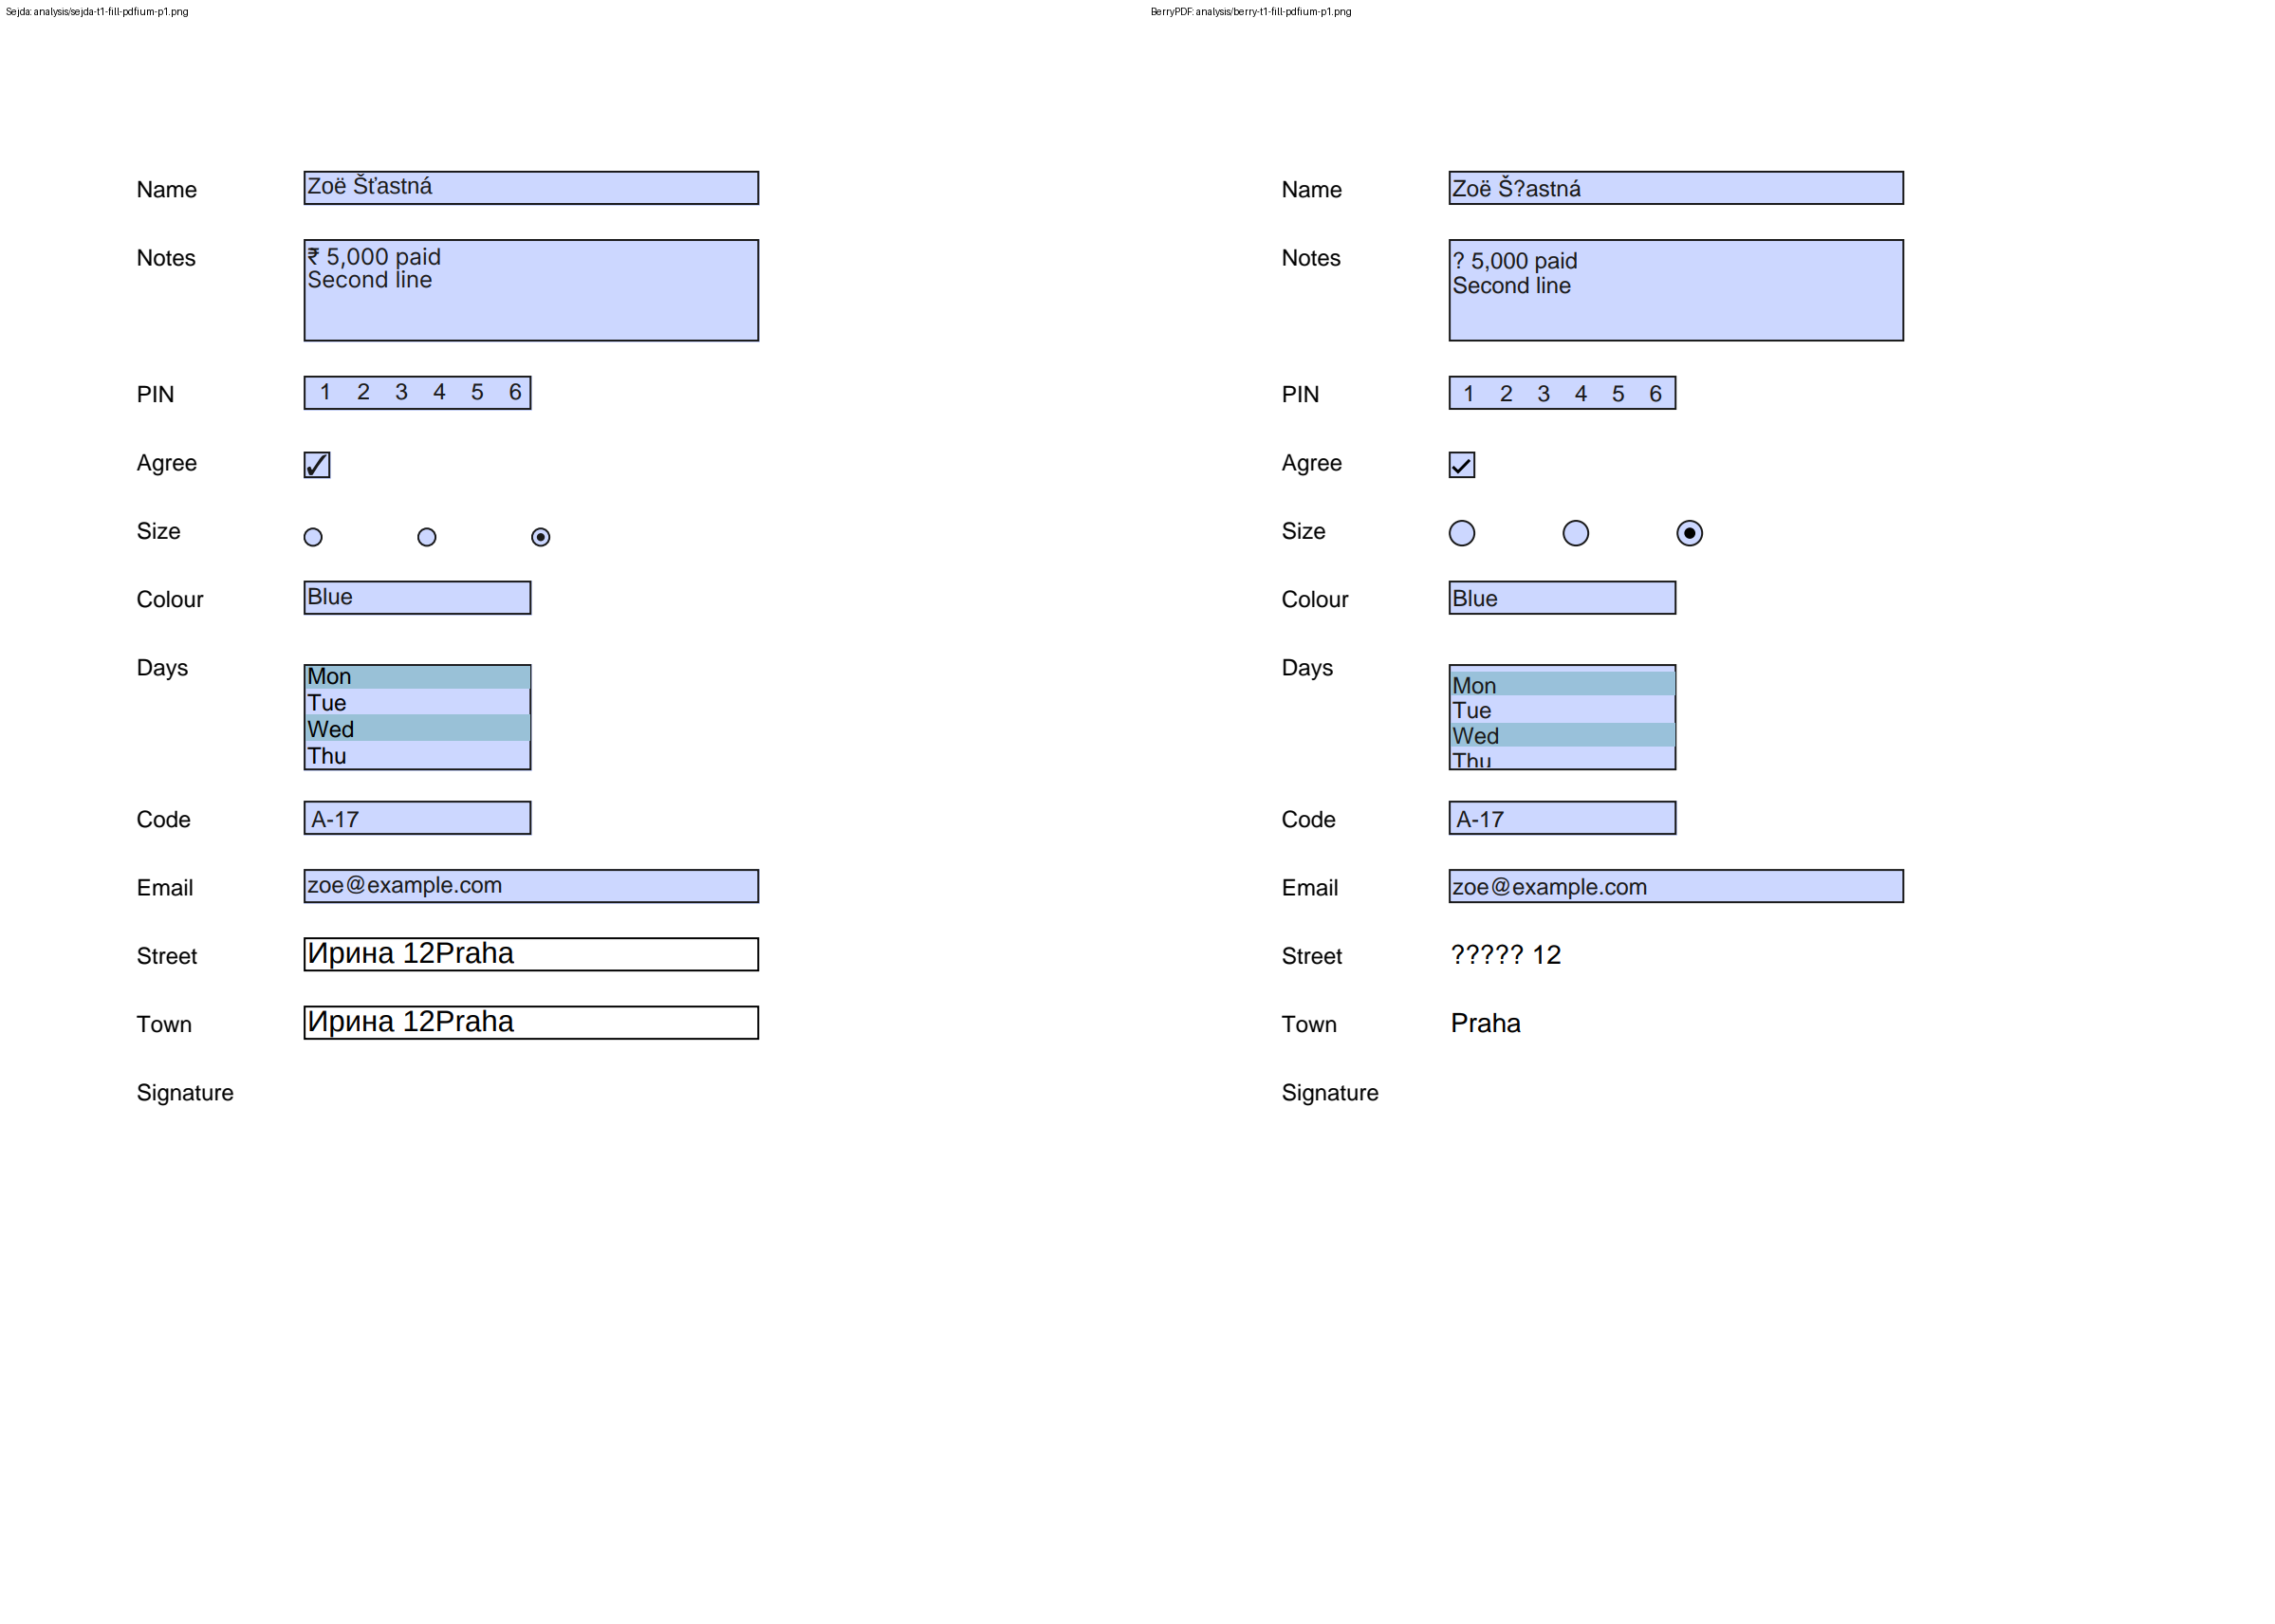 Sejda: analysis/sejda-t1-fill-pdfium-p1.png
Name Zoë Šťastná
Notes ₹ 5,000 paid
Second line
PIN 1 2 3 4 5 6
Agree ✓
Size
Colour Blue
Days Mon
Tue
Wed
Thu
Code A-17
Email zoe@example.com
Street Ирина 12Praha
Town Ирина 12Praha
Signature
BerryPDF: analysis/berry-t1-fill-pdfium-p1.png
Name Zoë Š?astná
Notes ? 5,000 paid
Second line
PIN 1 2 3 4 5 6
Agree ✓
Size
Colour Blue
Days Mon
Tue
Wed
Thu
Code A-17
Email zoe@example.com
Street ????? 12
Town Praha
Signature